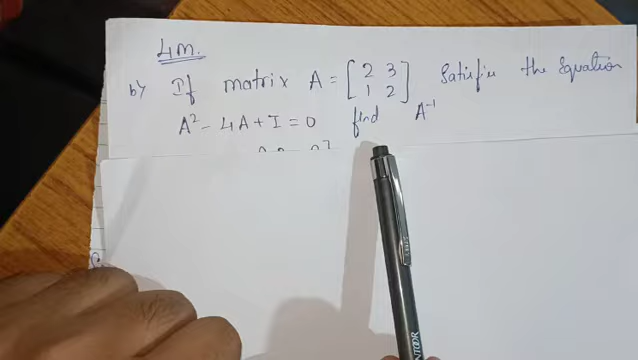 4m.
b) If matrix A = [2 3 Satisfies the Equation
1 2]
A² - 4A + I = 0 find A⁻¹